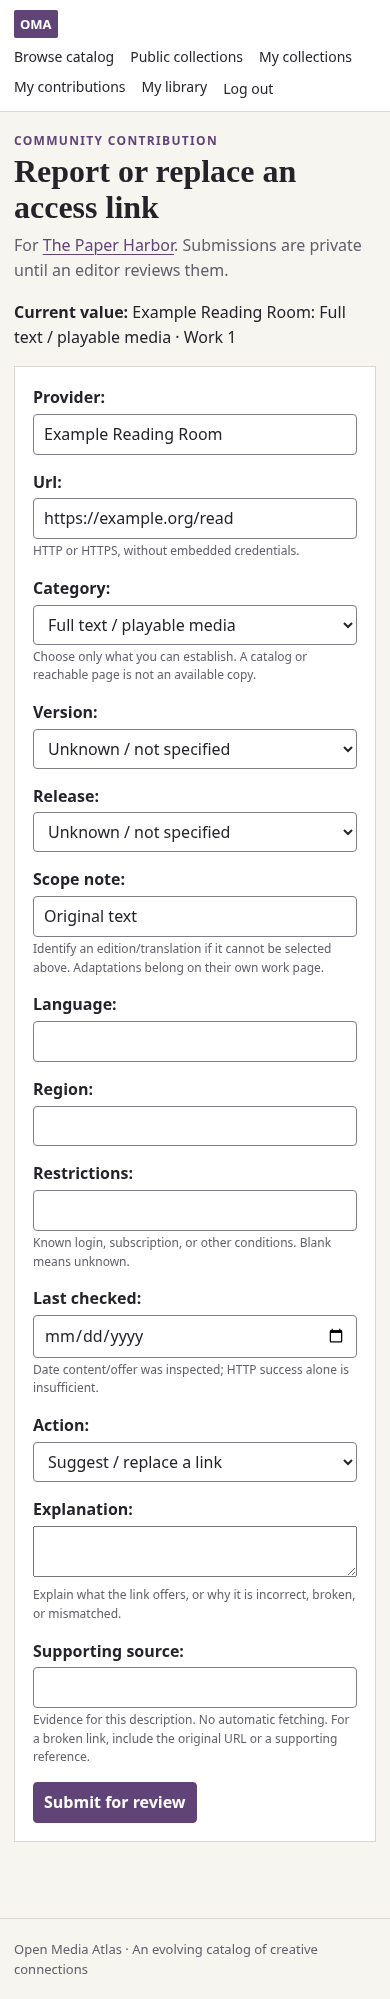 OMA
Browse catalog Public collections My collections
My contributions My library Log out
COMMUNITY CONTRIBUTION
Report or replace an
access link
For The Paper Harbor. Submissions are private
until an editor reviews them.
Current value: Example Reading Room: Full
text / playable media · Work 1
Provider:
Example Reading Room
Url:
https://example.org/read
HTTP or HTTPS, without embedded credentials.
Category:
Full text / playable media
Choose only what you can establish. A catalog or
reachable page is not an available copy.
Version:
Unknown / not specified
Release:
Unknown / not specified
Scope note:
Original text
Identify an edition/translation if it cannot be selected
above. Adaptations belong on their own work page.
Language:
Region:
Restrictions:
Known login, subscription, or other conditions. Blank
means unknown.
Last checked:
mm/dd/yyyy
Date content/offer was inspected; HTTP success alone is
insufficient.
Action:
Suggest / replace a link
Explanation:
Explain what the link offers, or why it is incorrect, broken,
or mismatched.
Supporting source:
Evidence for this description. No automatic fetching. For
a broken link, include the original URL or a supporting
reference.
Submit for review
Open Media Atlas · An evolving catalog of creative
connections